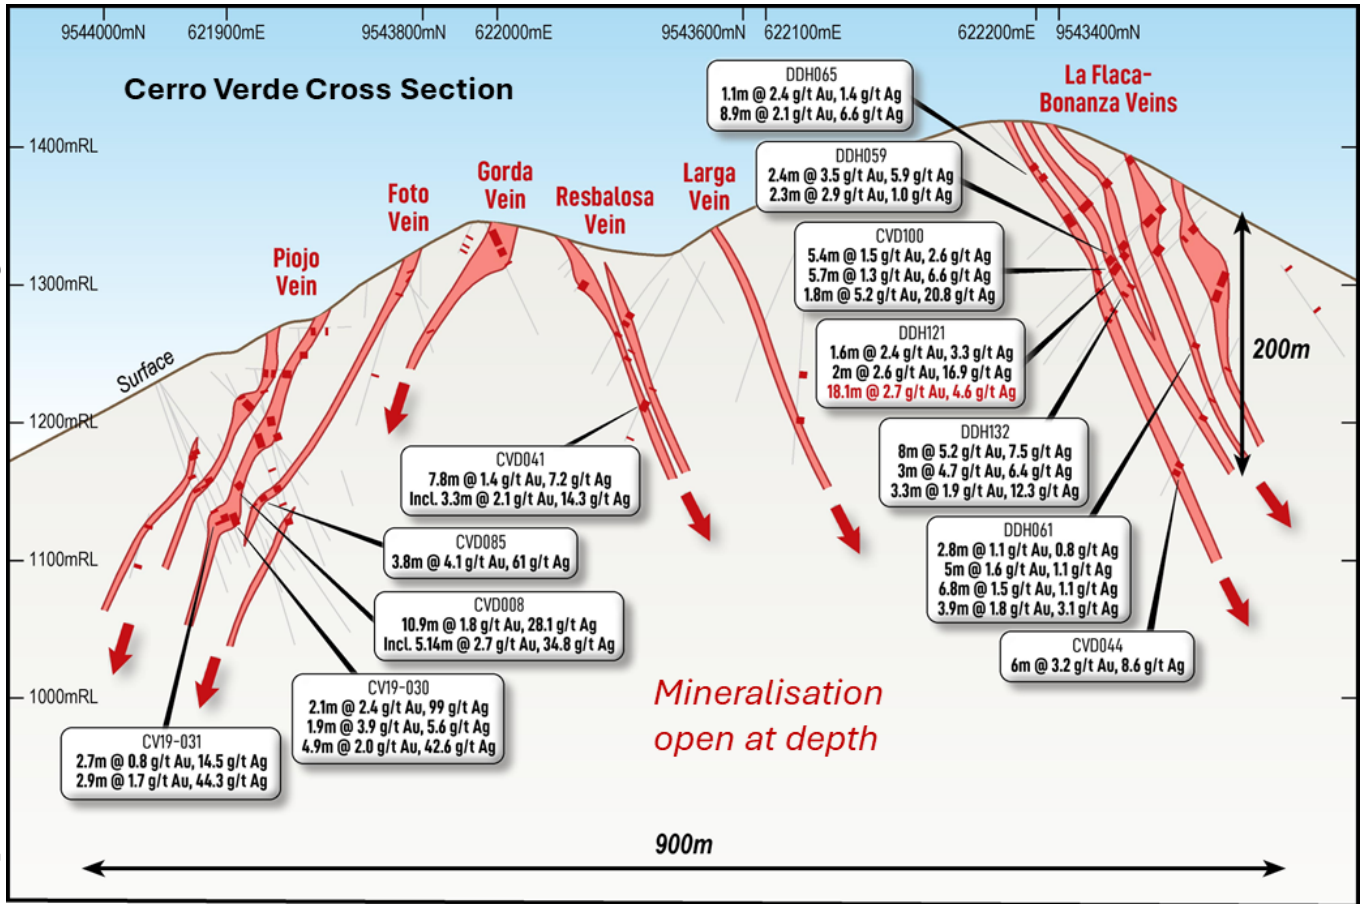 9544000mN
621900mE
9543800mN
622000mE
9543600mN
622100mE
622200mE
9543400mN
Cerro Verde Cross Section
1400mRL
1300mRL
1200mRL
1100mRL
1000mRL
Surface
Piojo
Vein
Foto
Vein
Gorda
Vein
Resbalosa
Vein
Larga
Vein
La Flaca-
Bonanza Veins
DDH065
1.1m @ 2.4 g/t Au, 1.4 g/t Ag
8.9m @ 2.1 g/t Au, 6.6 g/t Ag
DDH059
2.4m @ 3.5 g/t Au, 5.9 g/t Ag
2.3m @ 2.9 g/t Au, 1.0 g/t Ag
CVD100
5.4m @ 1.5 g/t Au, 2.6 g/t Ag
5.7m @ 1.3 g/t Au, 6.6 g/t Ag
1.8m @ 5.2 g/t Au, 20.8 g/t Ag
DDH121
1.6m @ 2.4 g/t Au, 3.3 g/t Ag
2m @ 2.6 g/t Au, 16.9 g/t Ag
18.1m @ 2.7 g/t Au, 4.6 g/t Ag
DDH132
8m @ 5.2 g/t Au, 7.5 g/t Ag
3m @ 4.7 g/t Au, 6.4 g/t Ag
3.3m @ 1.9 g/t Au, 12.3 g/t Ag
DDH061
2.8m @ 1.1 g/t Au, 0.8 g/t Ag
5m @ 1.6 g/t Au, 1.1 g/t Ag
6.8m @ 1.5 g/t Au, 1.1 g/t Ag
3.9m @ 1.8 g/t Au, 3.1 g/t Ag
CVD044
6m @ 3.2 g/t Au, 8.6 g/t Ag
200m
CVD041
7.8m @ 1.4 g/t Au, 7.2 g/t Ag
Incl. 3.3m @ 2.1 g/t Au, 14.3 g/t Ag
CVD085
3.8m @ 4.1 g/t Au, 61 g/t Ag
CVD008
10.9m @ 1.8 g/t Au, 28.1 g/t Ag
Incl. 5.14m @ 2.7 g/t Au, 34.8 g/t Ag
CV19-030
2.1m @ 2.4 g/t Au, 99 g/t Ag
1.9m @ 3.9 g/t Au, 5.6 g/t Ag
4.9m @ 2.0 g/t Au, 42.6 g/t Ag
CV19-031
2.7m @ 0.8 g/t Au, 14.5 g/t Ag
2.9m @ 1.7 g/t Au, 44.3 g/t Ag
Mineralisation
open at depth
900m